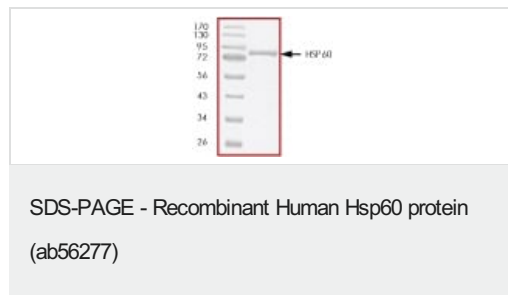 170
130
95
72
HSP60
56
43
34
26
SDS-PAGE - Recombinant Human Hsp60 protein
(ab56277)